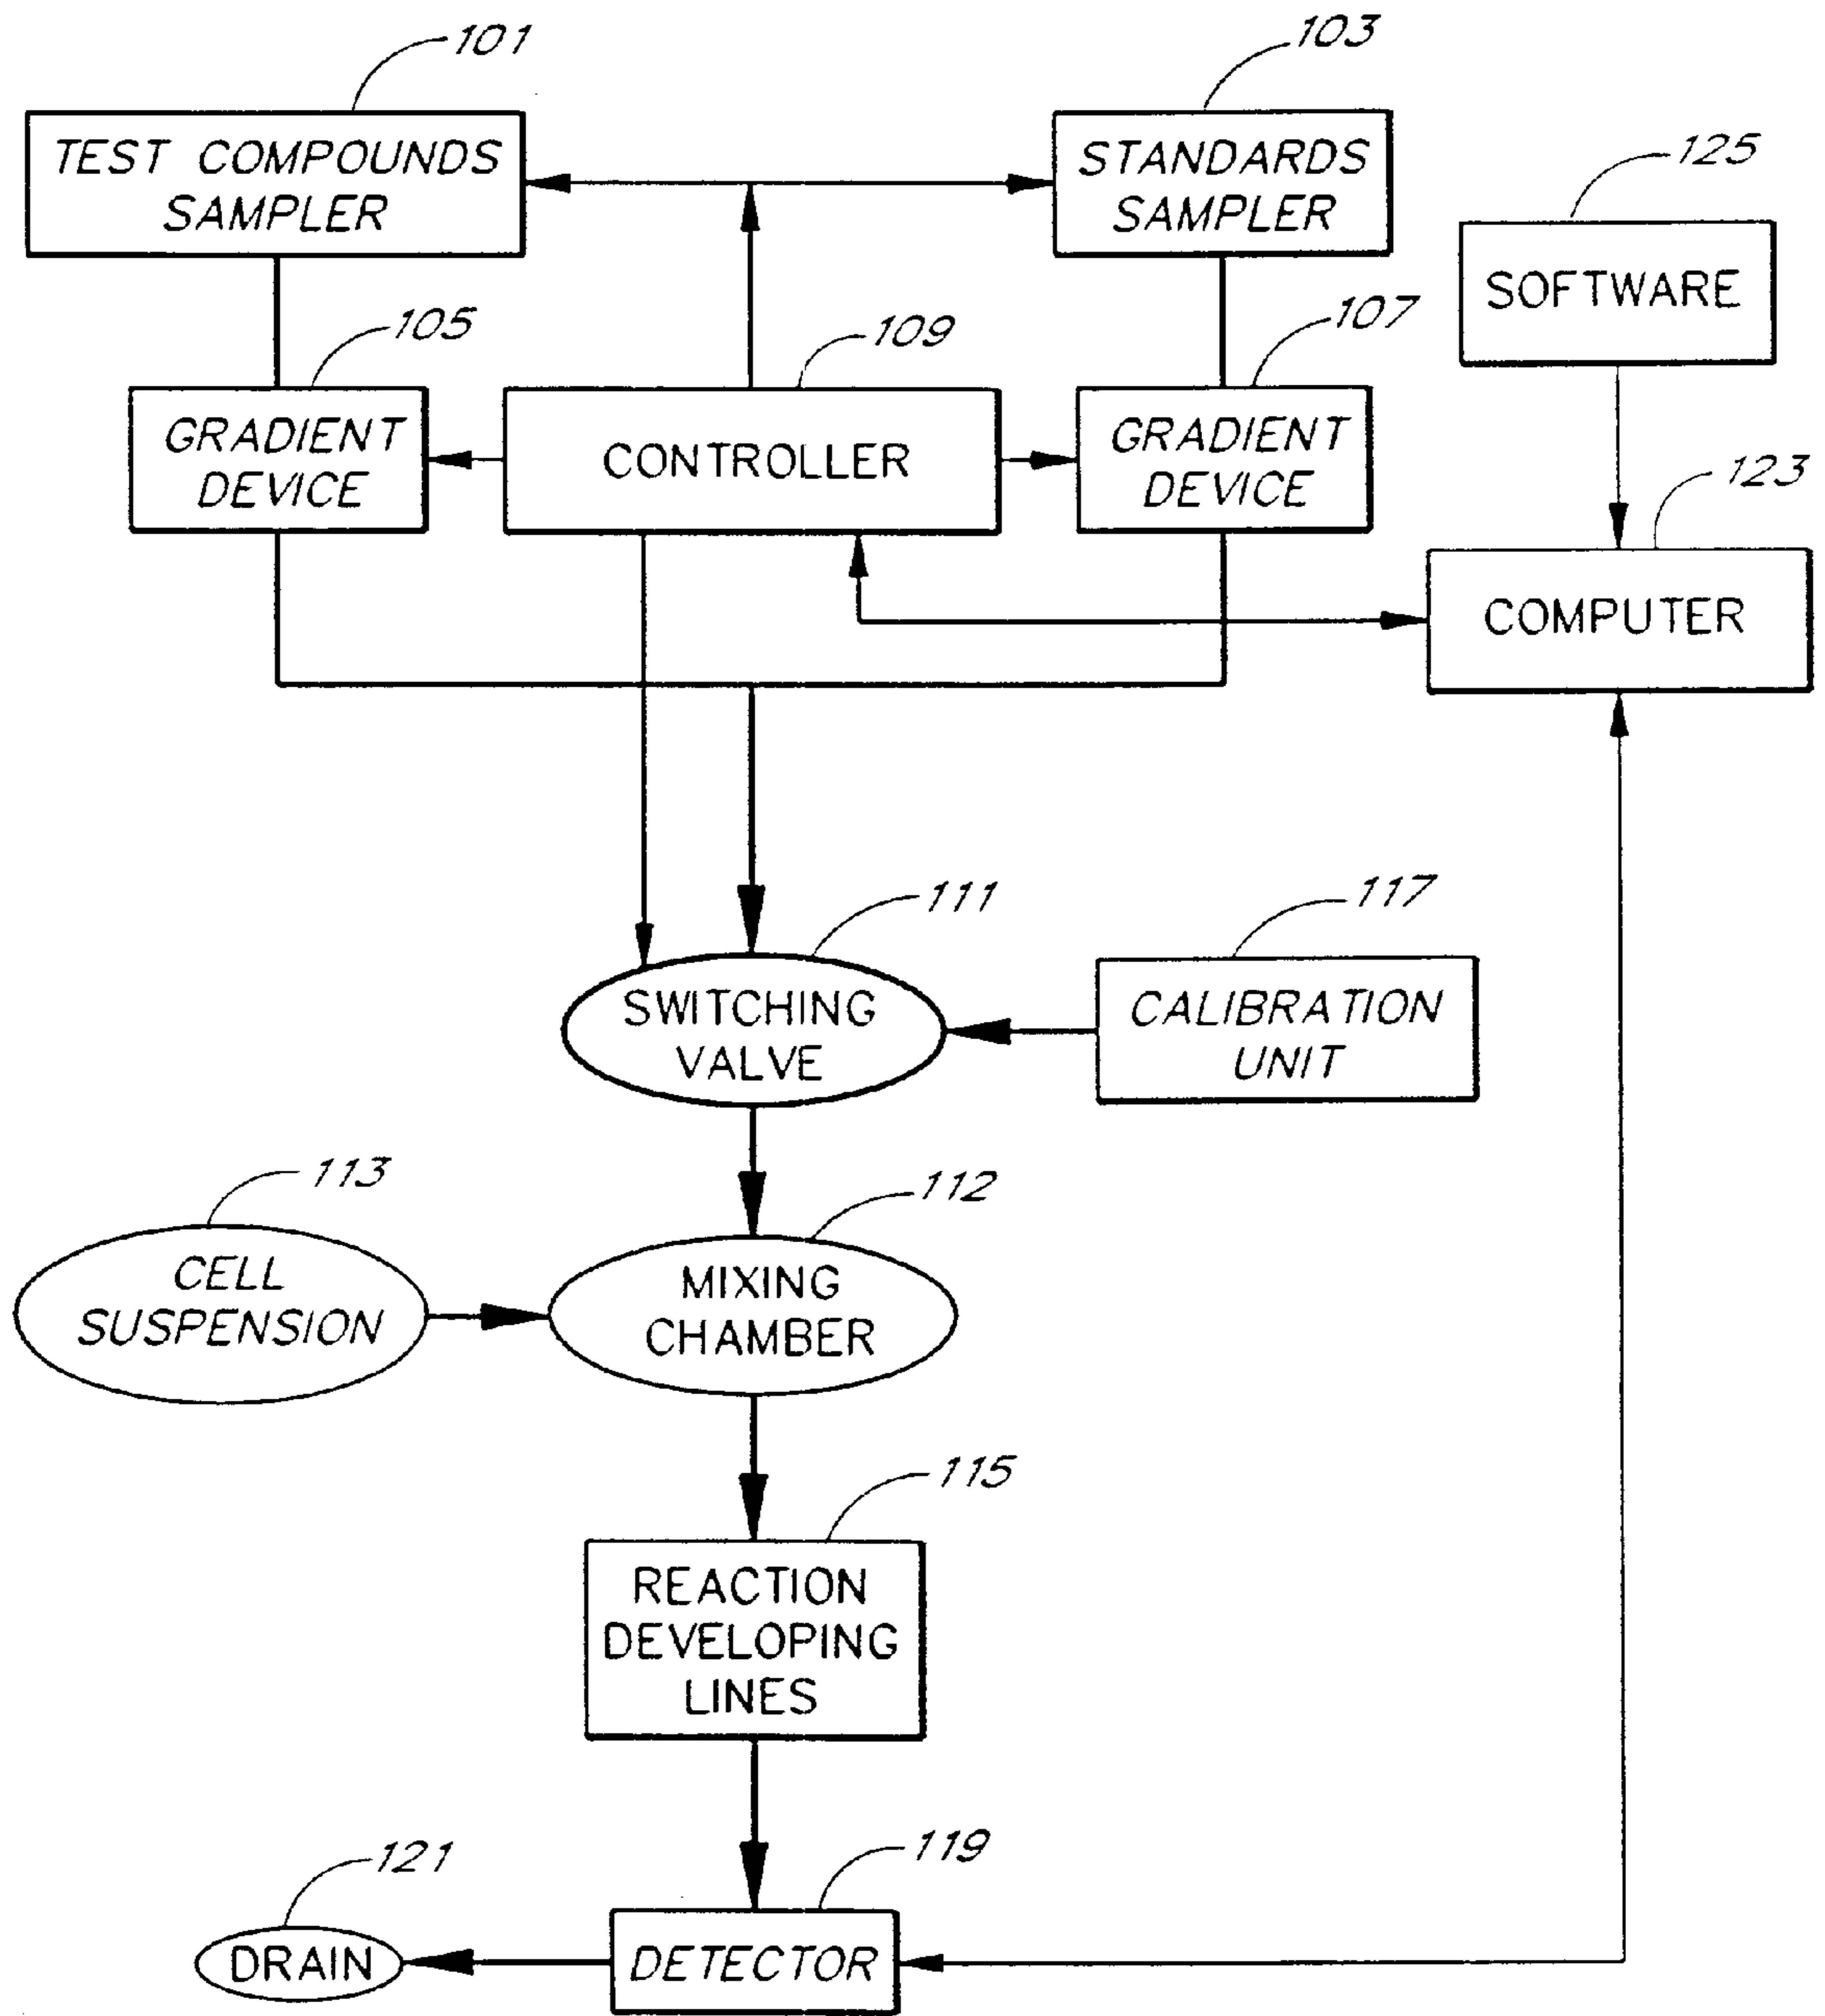 101
103
TEST COMPOUNDS
SAMPLER
STANDARDS
SAMPLER
125
SOFTWARE
105
109
107
GRADIENT
DEVICE
CONTROLLER
GRADIENT
DEVICE
123
COMPUTER
111
117
SWITCHING
VALVE
CALIBRATION
UNIT
113
112
CELL
SUSPENSION
MIXING
CHAMBER
115
REACTION
DEVELOPING
LINES
121
119
DRAIN
DETECTOR